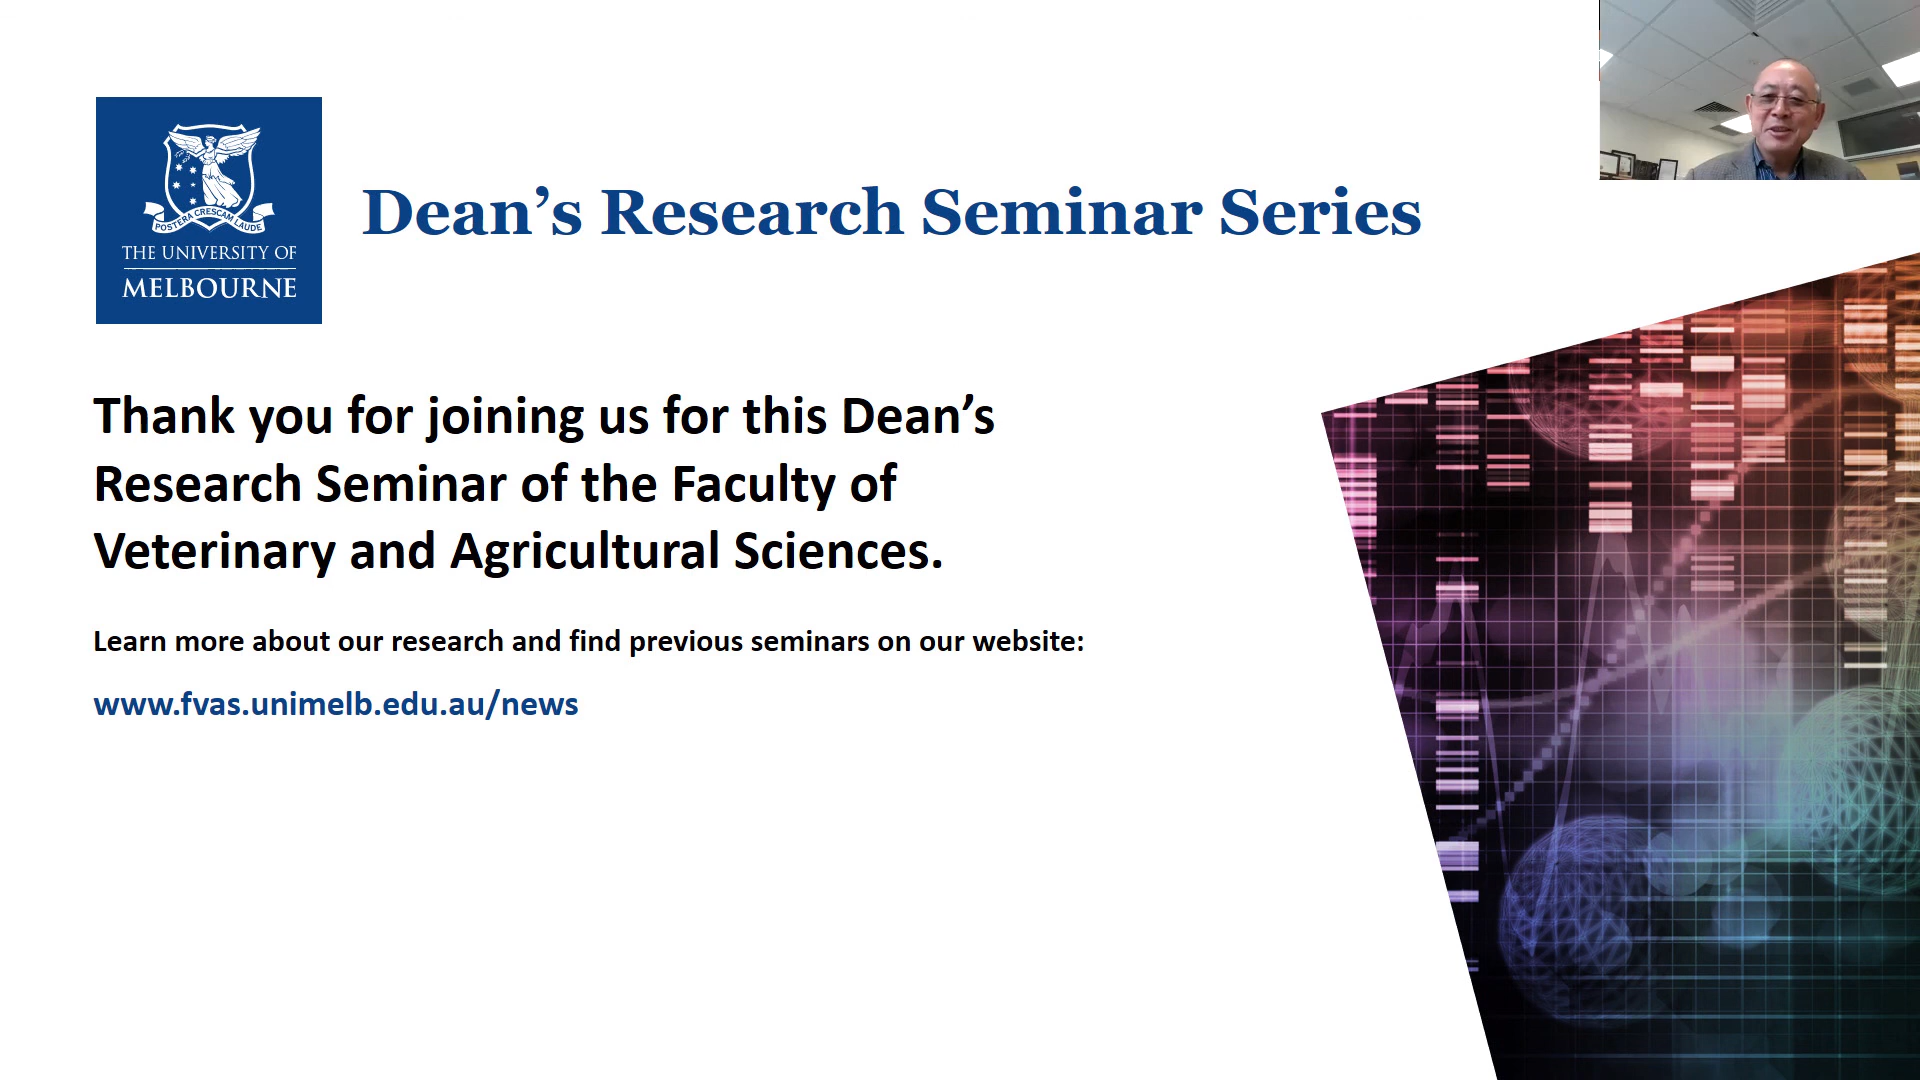 POSTERA CRESCAM LAUDE
THE UNIVERSITY OF
MELBOURNE
Dean’s Research Seminar Series
Thank you for joining us for this Dean’s
Research Seminar of the Faculty of
Veterinary and Agricultural Sciences.
Learn more about our research and find previous seminars on our website:
www.fvas.unimelb.edu.au/news